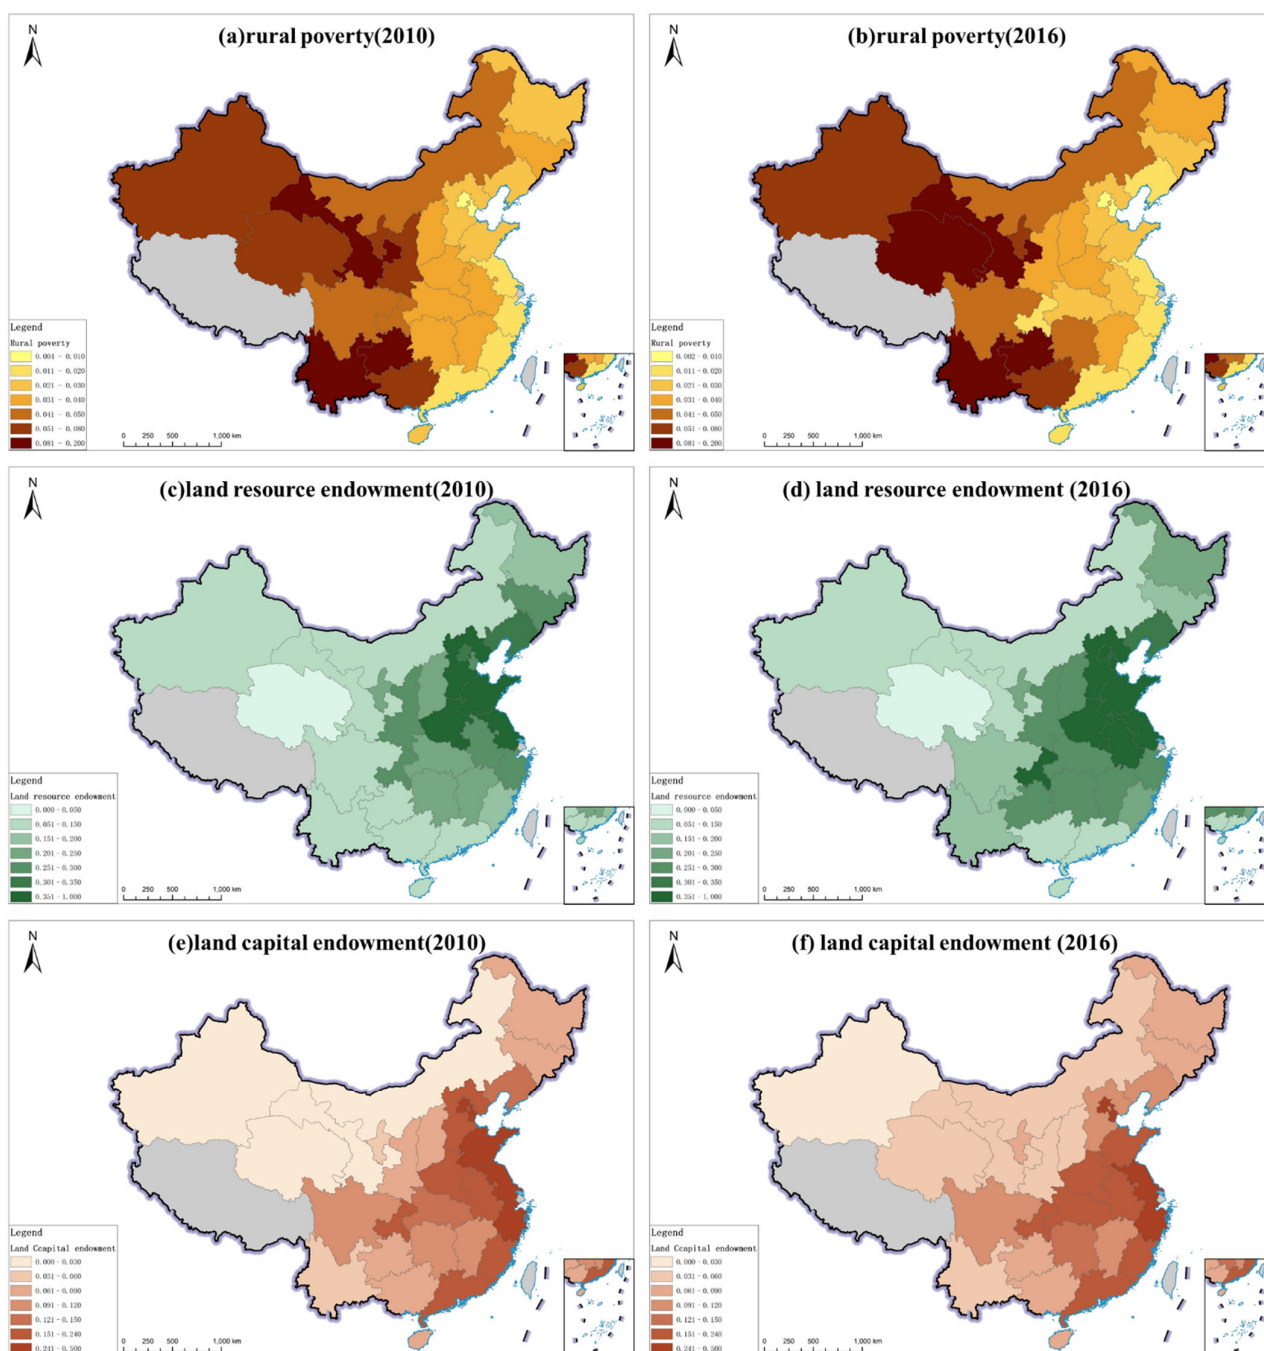 N
(a)rural poverty(2010)
Legend
Rural poverty
0.004 - 0.010
0.011 - 0.020
0.021 - 0.030
0.031 - 0.040
0.041 - 0.050
0.051 - 0.080
0.081 - 0.200
0 250 500 1,000 km
N
(b)rural poverty(2016)
Legend
Rural poverty
0.002 - 0.010
0.011 - 0.020
0.021 - 0.030
0.031 - 0.040
0.041 - 0.050
0.051 - 0.080
0.081 - 0.200
0 250 500 1,000 km
N
(c)land resource endowment(2010)
Legend
Land resource endowment
0.000 - 0.050
0.051 - 0.150
0.151 - 0.200
0.201 - 0.250
0.251 - 0.300
0.301 - 0.350
0.351 - 1.000
0 250 500 1,000 km
N
(d) land resource endowment (2016)
Legend
Land resource endowment
0.000 - 0.050
0.051 - 0.150
0.151 - 0.200
0.201 - 0.250
0.251 - 0.300
0.301 - 0.350
0.351 - 1.000
0 250 500 1,000 km
N
(e)land capital endowment(2010)
Legend
Land Ccapital endowment
0.000 - 0.030
0.031 - 0.060
0.061 - 0.090
0.091 - 0.120
0.121 - 0.150
0.151 - 0.240
0.241 - 0.500
0 250 500 1,000 km
N
(f) land capital endowment (2016)
Legend
Land Ccapital endowment
0.000 - 0.030
0.031 - 0.060
0.061 - 0.090
0.091 - 0.120
0.121 - 0.150
0.151 - 0.240
0.241 - 0.500
0 250 500 1,000 km